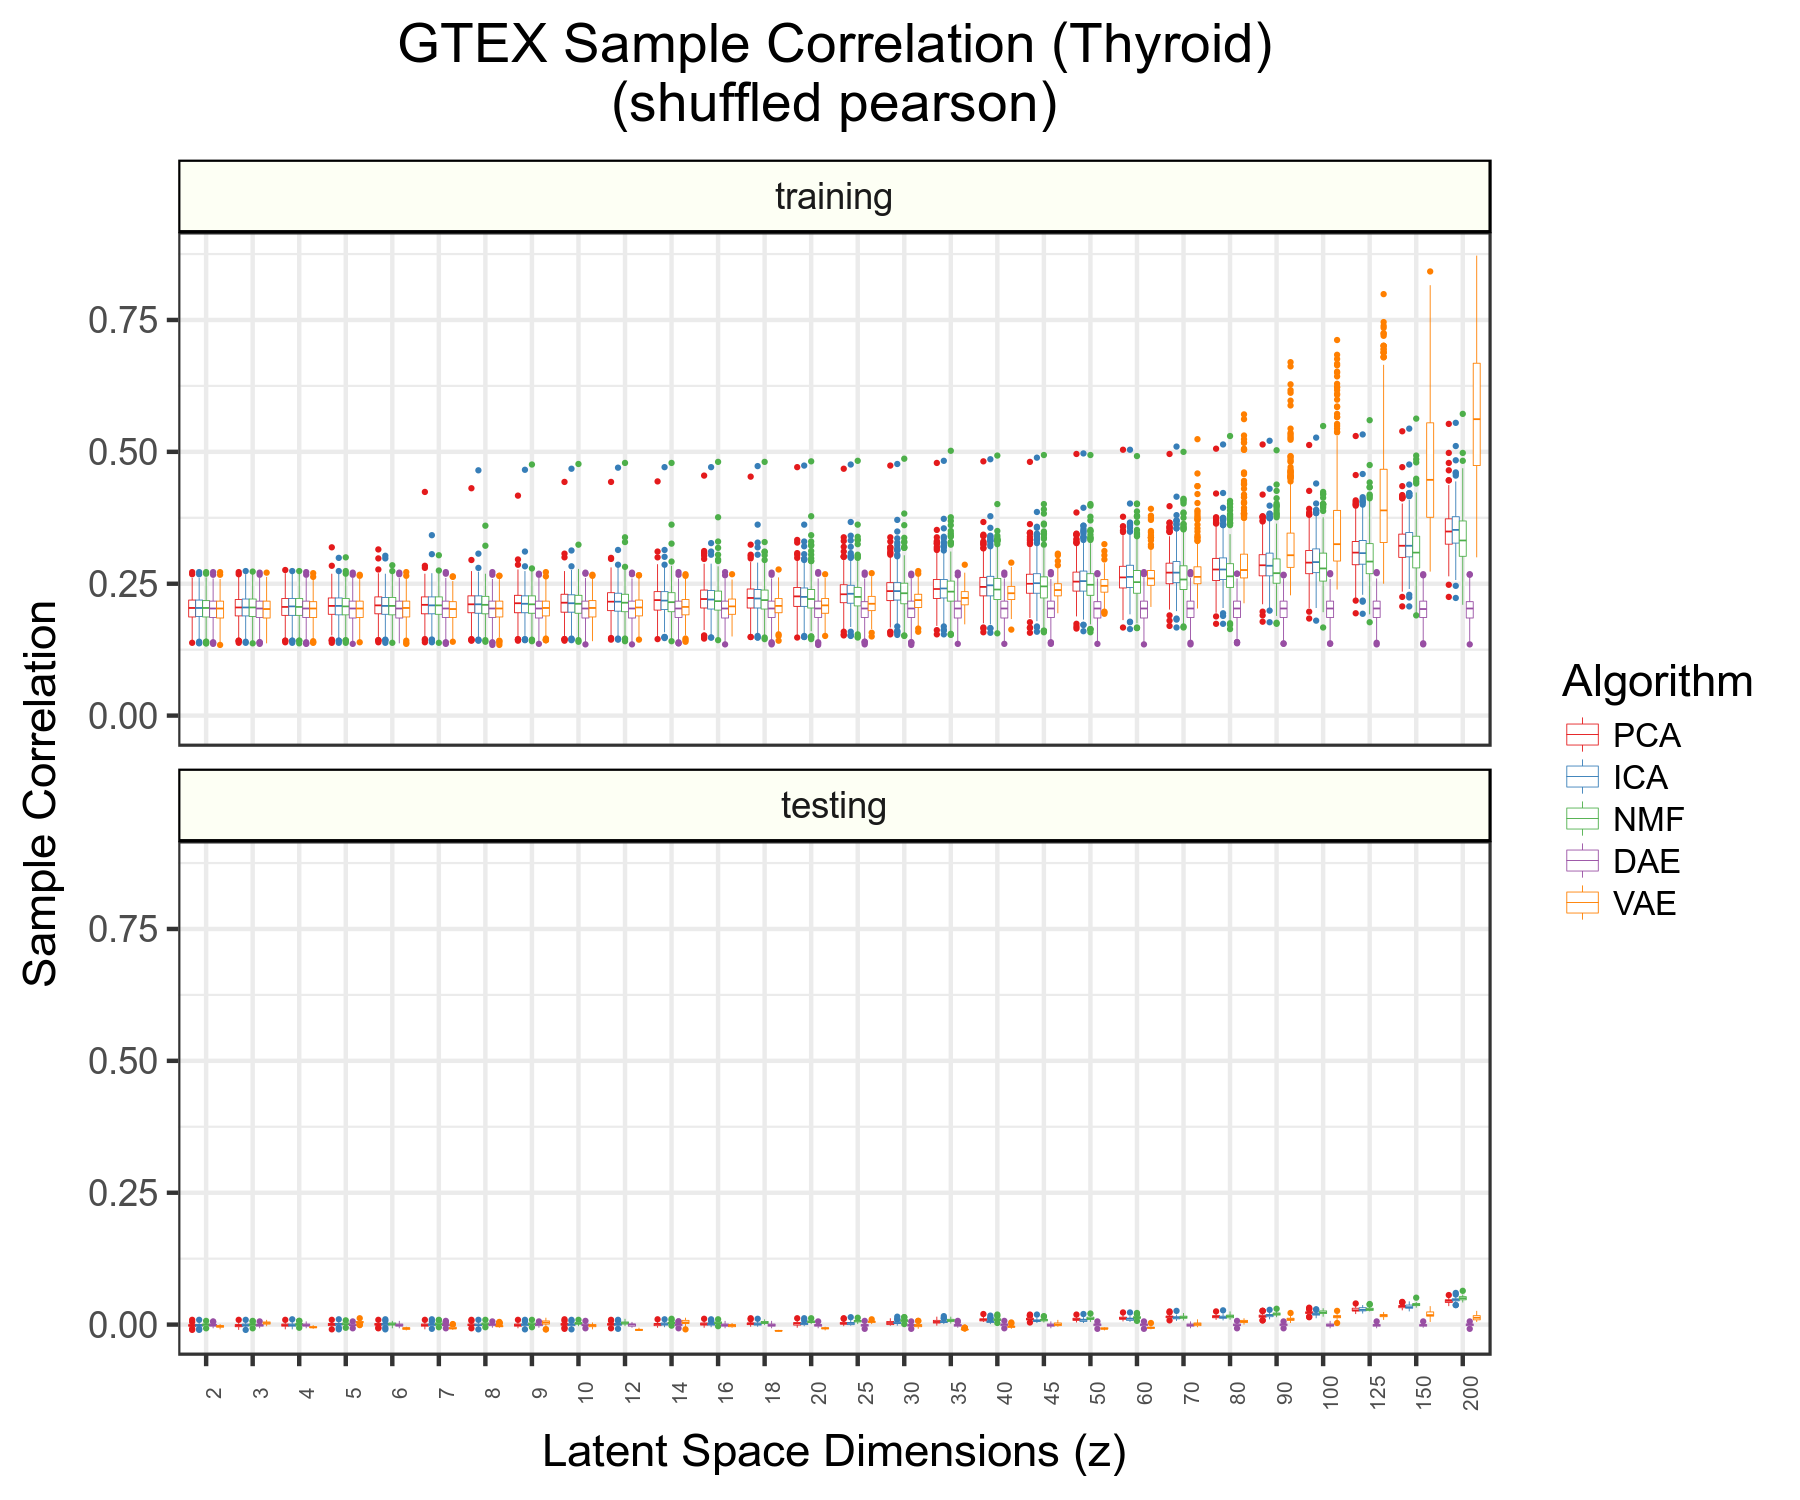 GTEX Sample Correlation (Thyroid)
(shuffled pearson)
training
0.75
0.50
0.25
0.00
testing
0.75
0.50
0.25
0.00
Sample Correlation
2 3 4 5 6 7 8 9 10 12 14 16 18 20 25 30 35 40 45 50 60 70 80 90 100 125 150 200
Latent Space Dimensions (z)
Algorithm
PCA
ICA
NMF
DAE
VAE